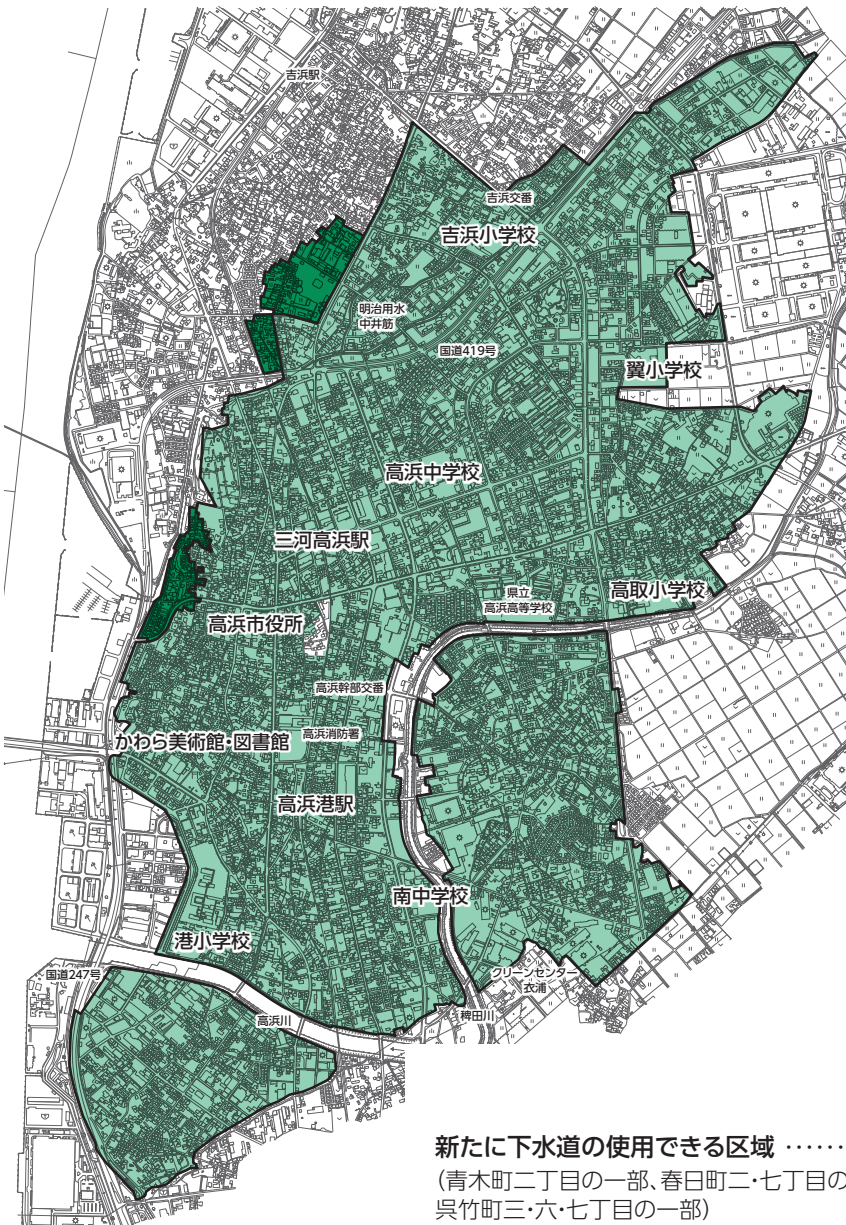 吉浜駅
吉浜交番
吉浜小学校
明治用水
中井筋
国道419号
翼小学校
高浜中学校
三河高浜駅
県立
高浜高等学校
高取小学校
高浜市役所
高浜幹部交番
かわら美術館・図書館
高浜消防署
高浜港駅
南中学校
港小学校
国道247号
クリーンセンター
衣浦
高浜川
稗田川
新たに下水道の使用できる区域 ……
(青木町二丁目の一部、春日町二・七丁目の
呉竹町三・六・七丁目の一部)